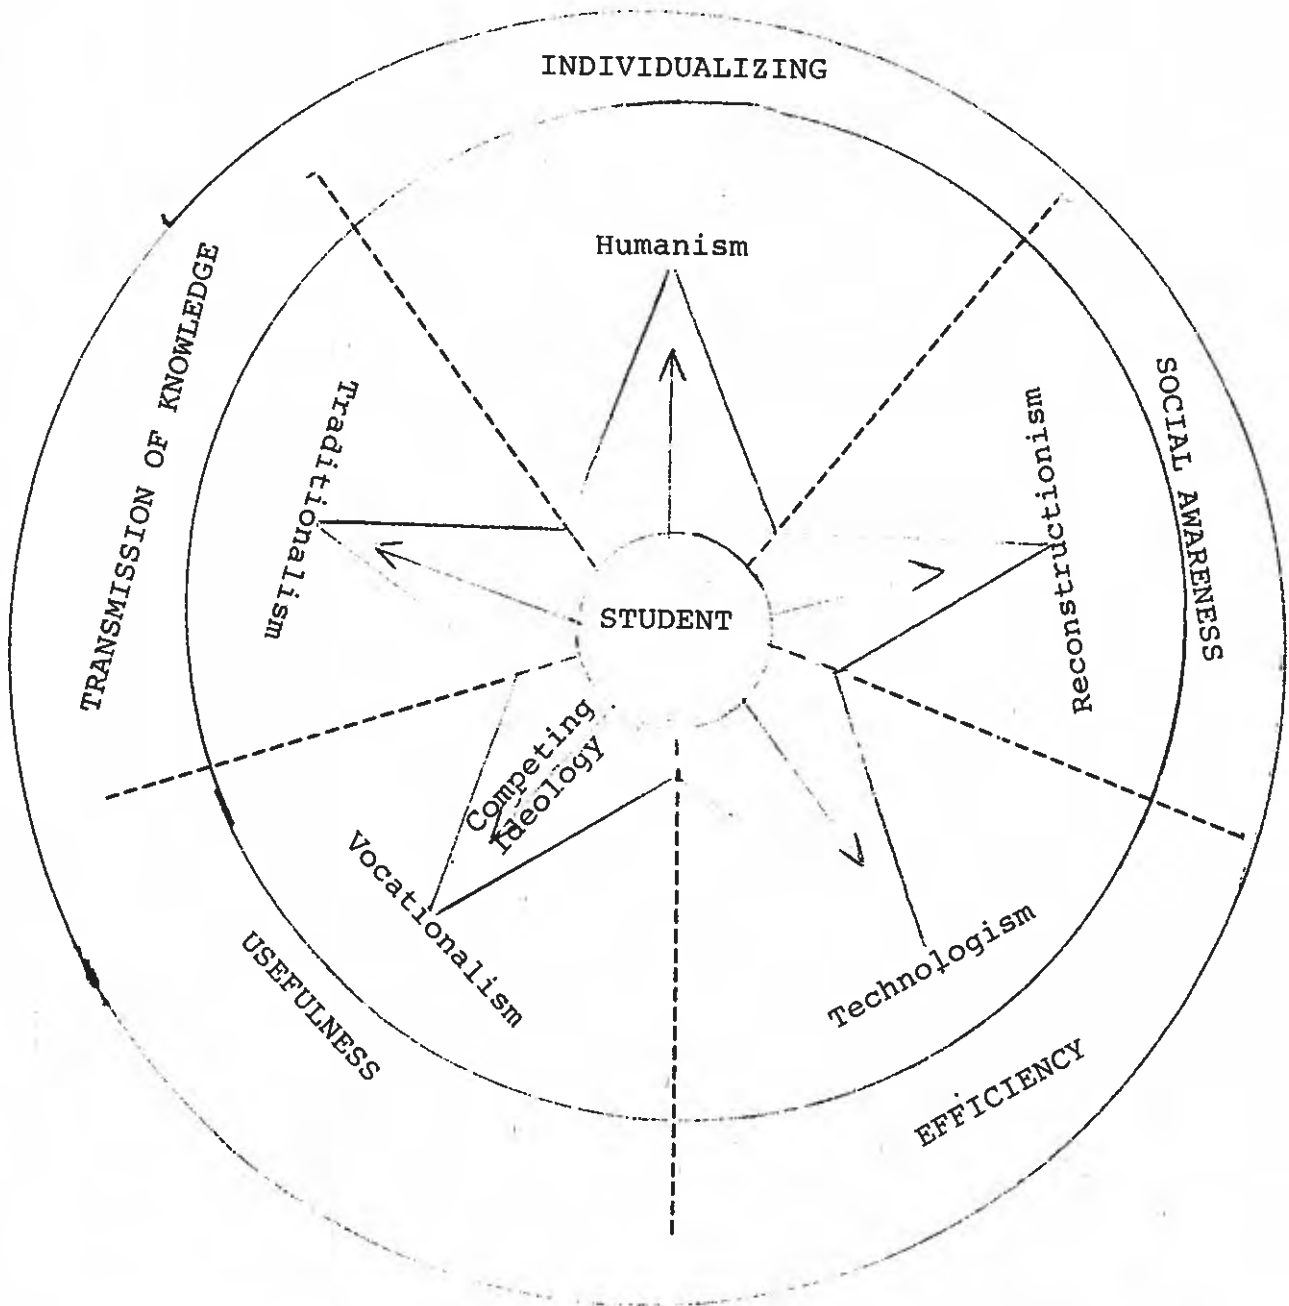 INDIVIDUALIZING
Humanism
TRANSMISSION OF KNOWLEDGE
Traditionalism
SOCIAL AWARENESS
Reconstructionism
STUDENT
Competing
Ideology
Vocationalism
USEFULNESS
Technologism
EFFICIENCY